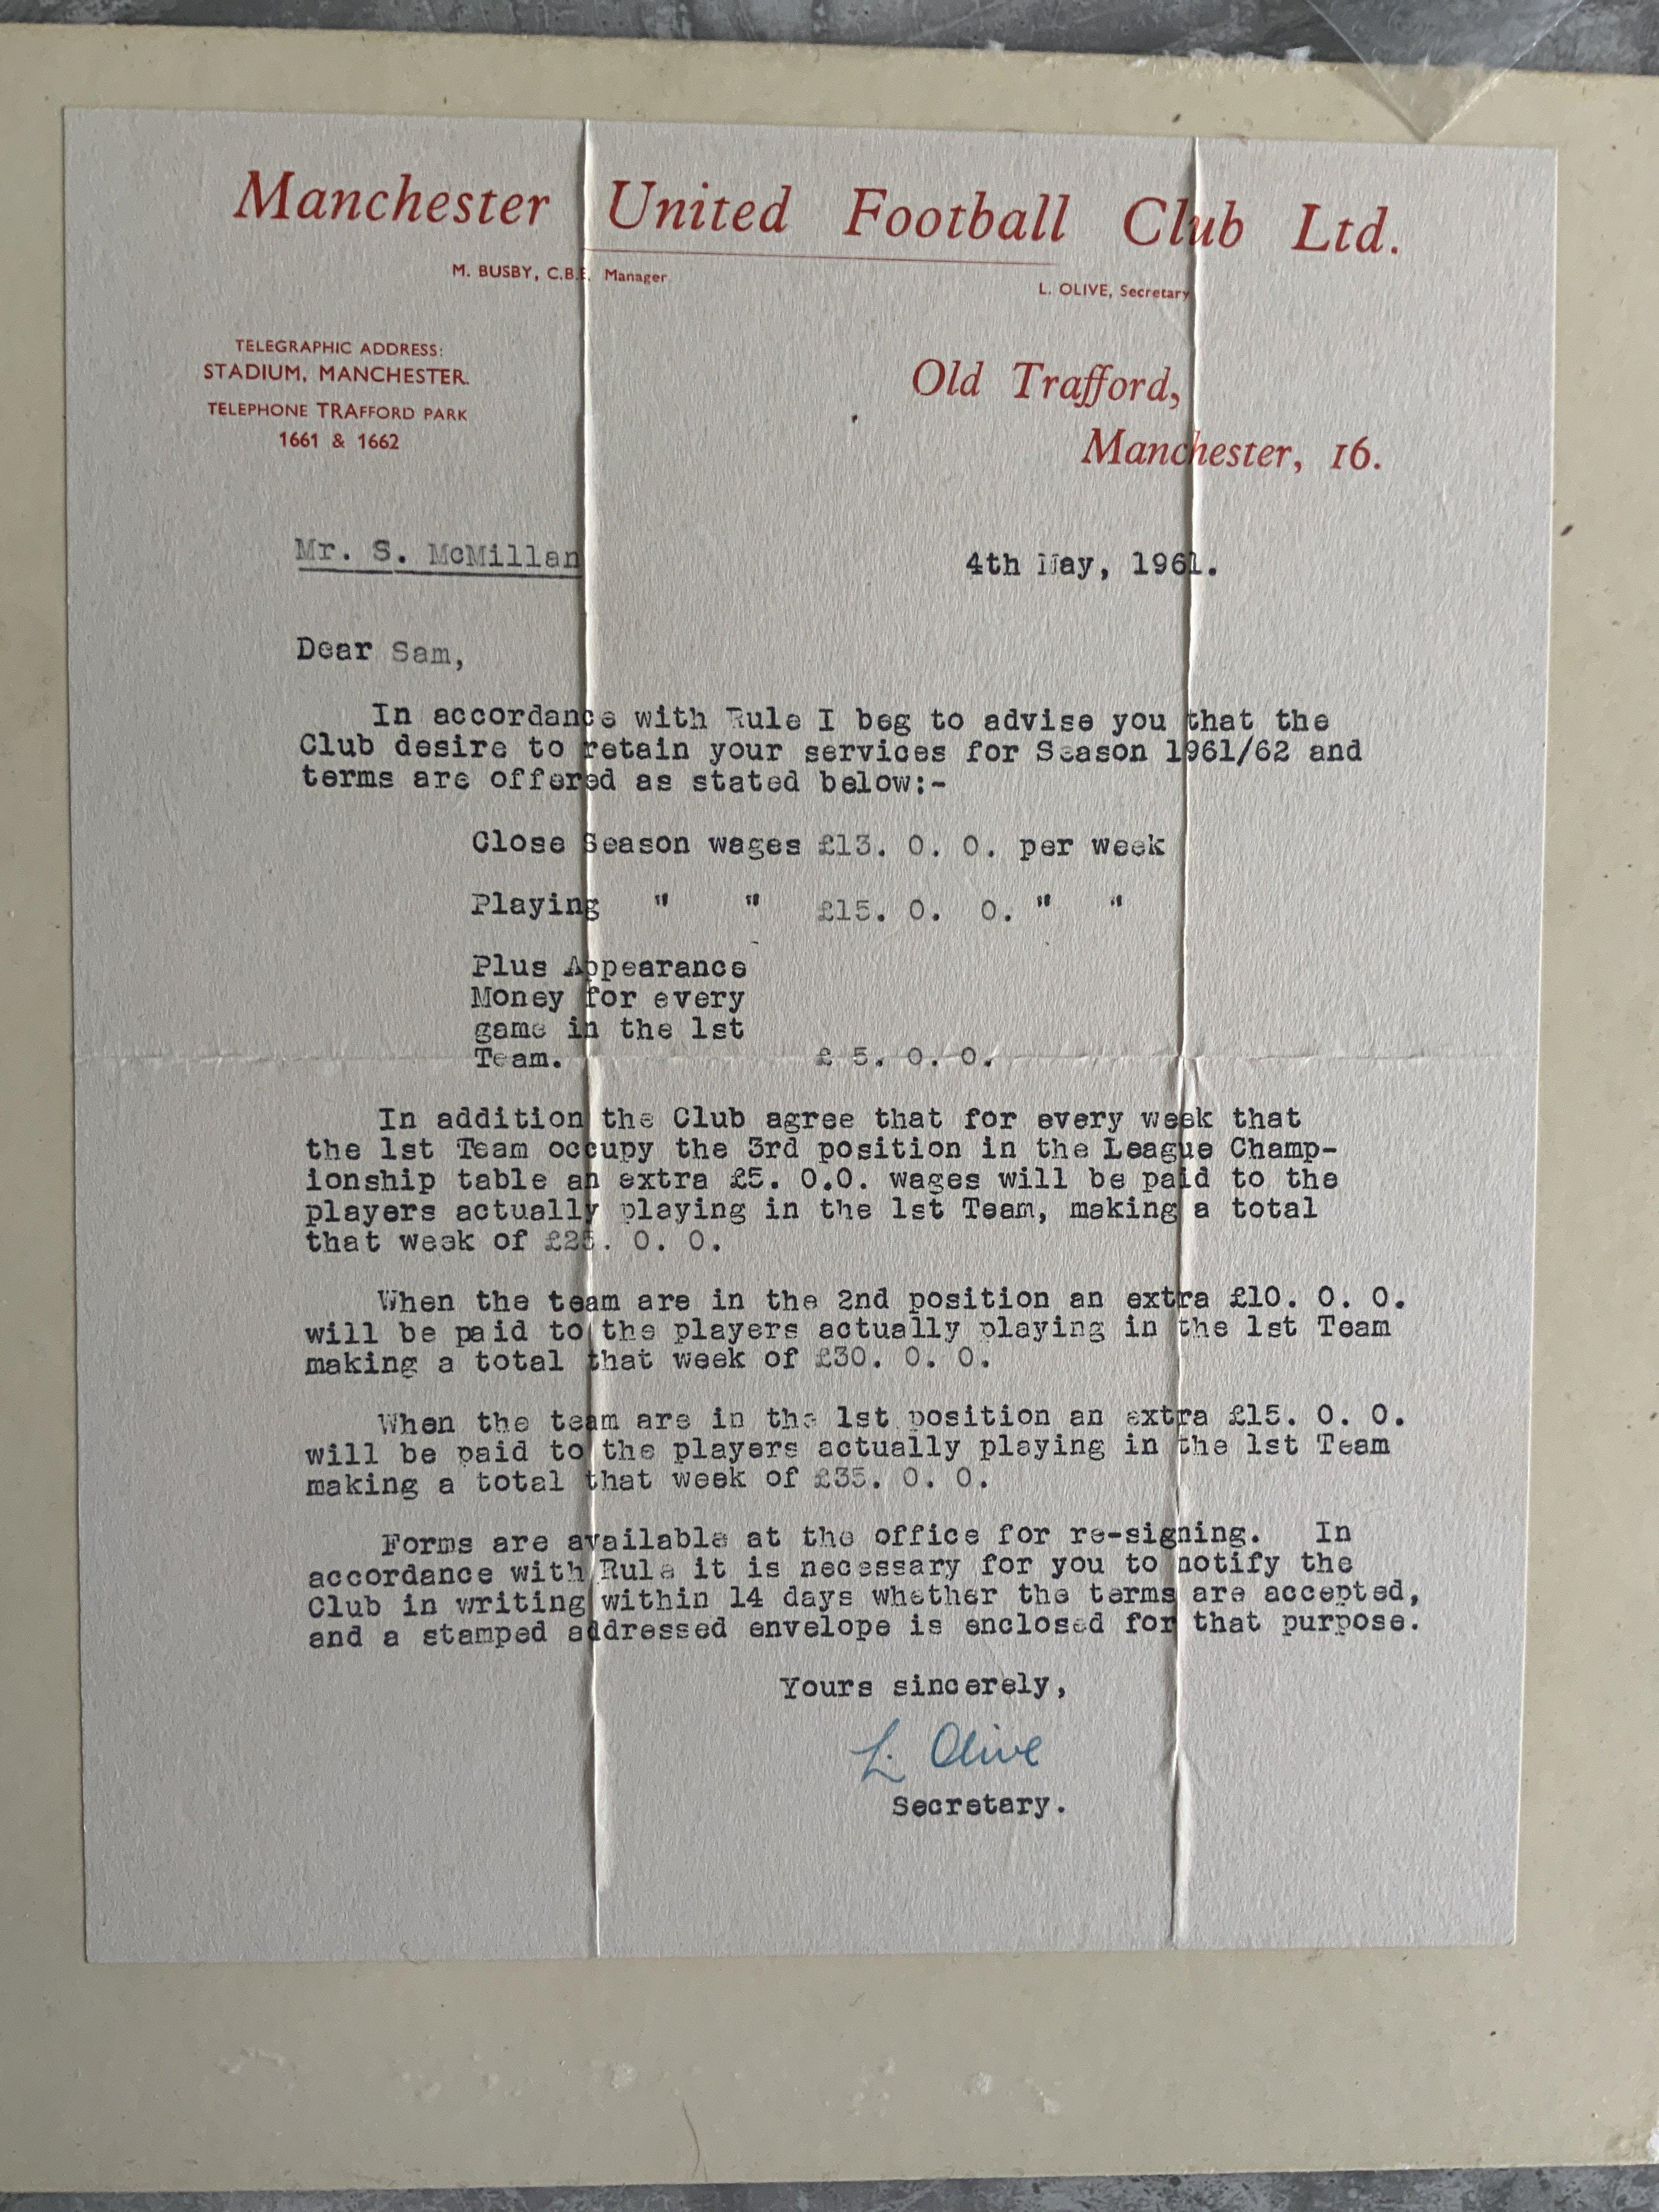 Manchester United Football Club Ltd.
M. BUSBY, C.B.E. Manager
L. OLIVE, Secretary
TELEGRAPHIC ADDRESS:
STADIUM, MANCHESTER.
TELEPHONE TRAFFORD PARK
1661 & 1662
Old Trafford,
Manchester, 16.
Mr. S. McMillan
4th May, 1961.
Dear Sam,
In accordance with Rule I beg to advise you that the
Club desire to retain your services for Season 1961/62 and
terms are offered as stated below:-
Close Season wages £13. 0. 0. per week
Playing " " £15. 0. 0. " "
Plus Appearance
Money for every
game in the 1st
Team. £ 5. 0. 0.
In addition the Club agree that for every week that
the 1st Team occupy the 3rd position in the League Champ-
ionship table an extra £5. 0.0. wages will be paid to the
players actually playing in the 1st Team, making a total
that week of £25. 0. 0.
When the team are in the 2nd position an extra £10. 0. 0.
will be paid to the players actually playing in the 1st Team
making a total that week of £30. 0. 0.
When the team are in the 1st position an extra £15. 0. 0.
will be paid to the players actually playing in the 1st Team
making a total that week of £35. 0. 0.
Forms are available at the office for re-signing. In
accordance with Rule it is necessary for you to notify the
Club in writing within 14 days whether the terms are accepted,
and a stamped addressed envelope is enclosed for that purpose.
Yours sincerely,
L. Olive
Secretary.